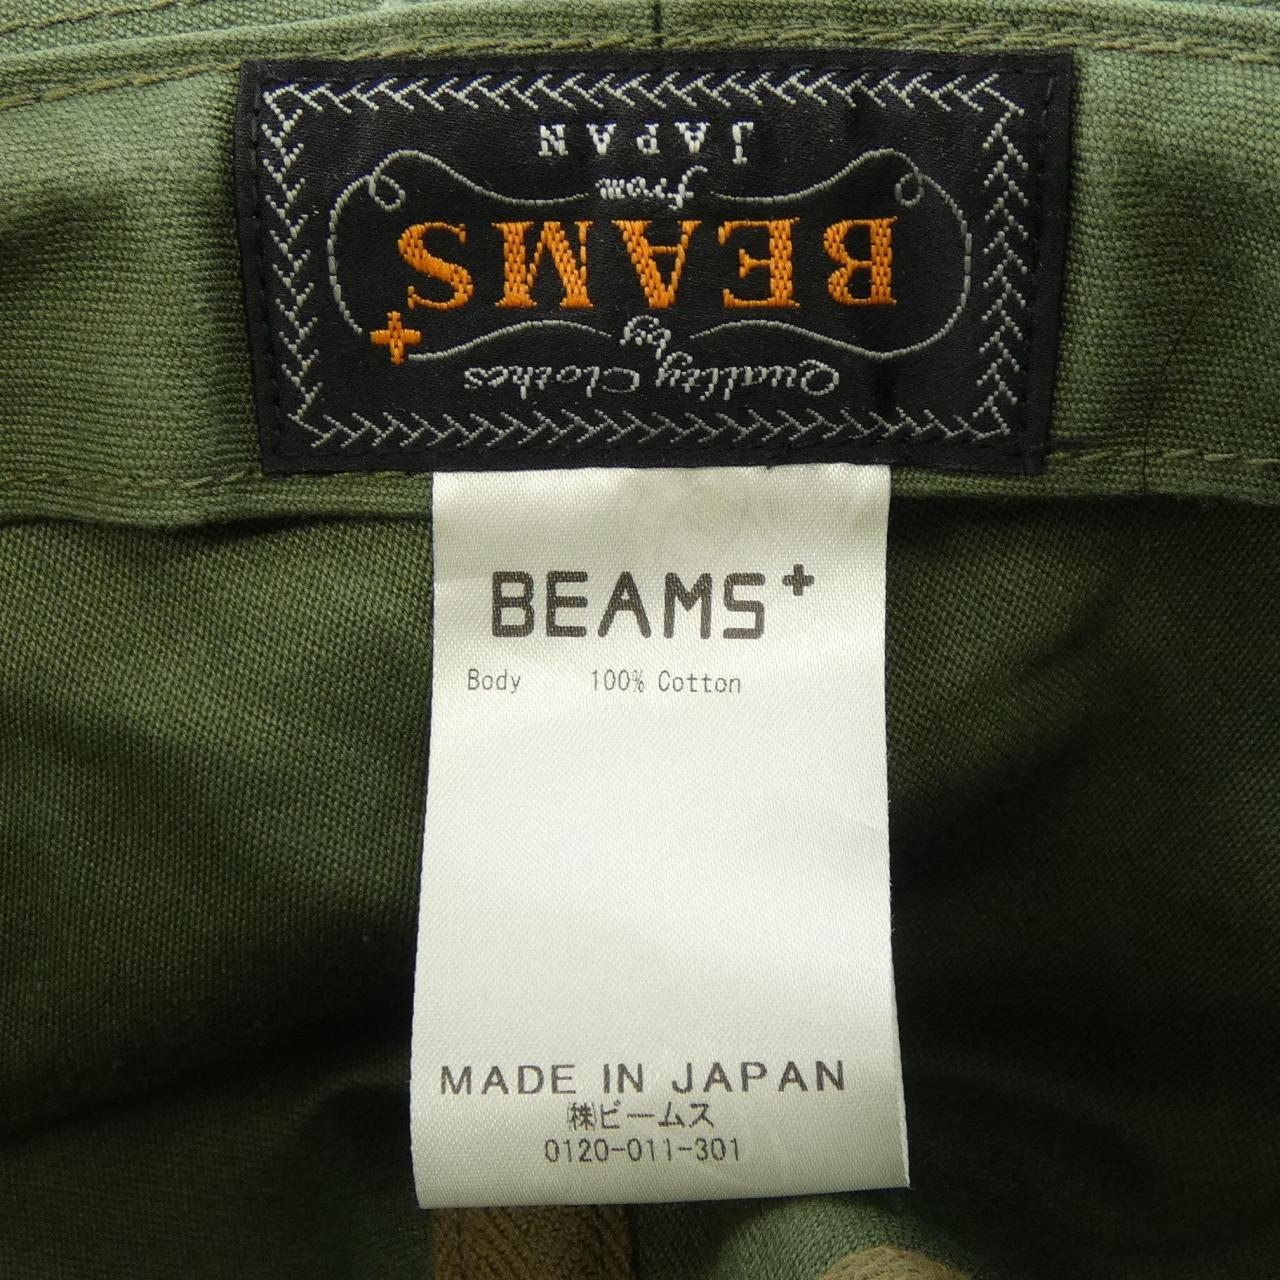 Quality Clothes
by
BEAMS+
from
JAPAN
BEAMS+
Body 100% Cotton
MADE IN JAPAN
㈱ビームス
0120-011-301